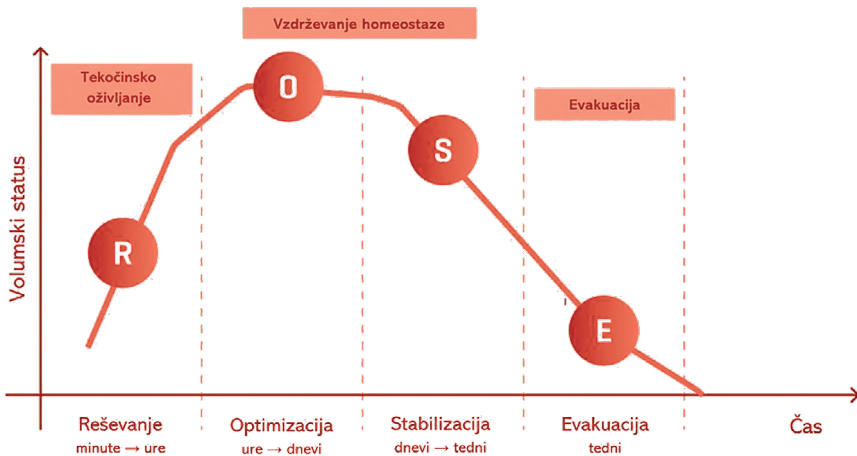 Vzdrževanje homeostaze
Tekočinsko
oživljanje
Evakuacija
O
S
R
E
Volumski status
Reševanje
minute → ure
Optimizacija
ure → dnevi
Stabilizacija
dnevi → tedni
Evakuacija
tedni
Čas